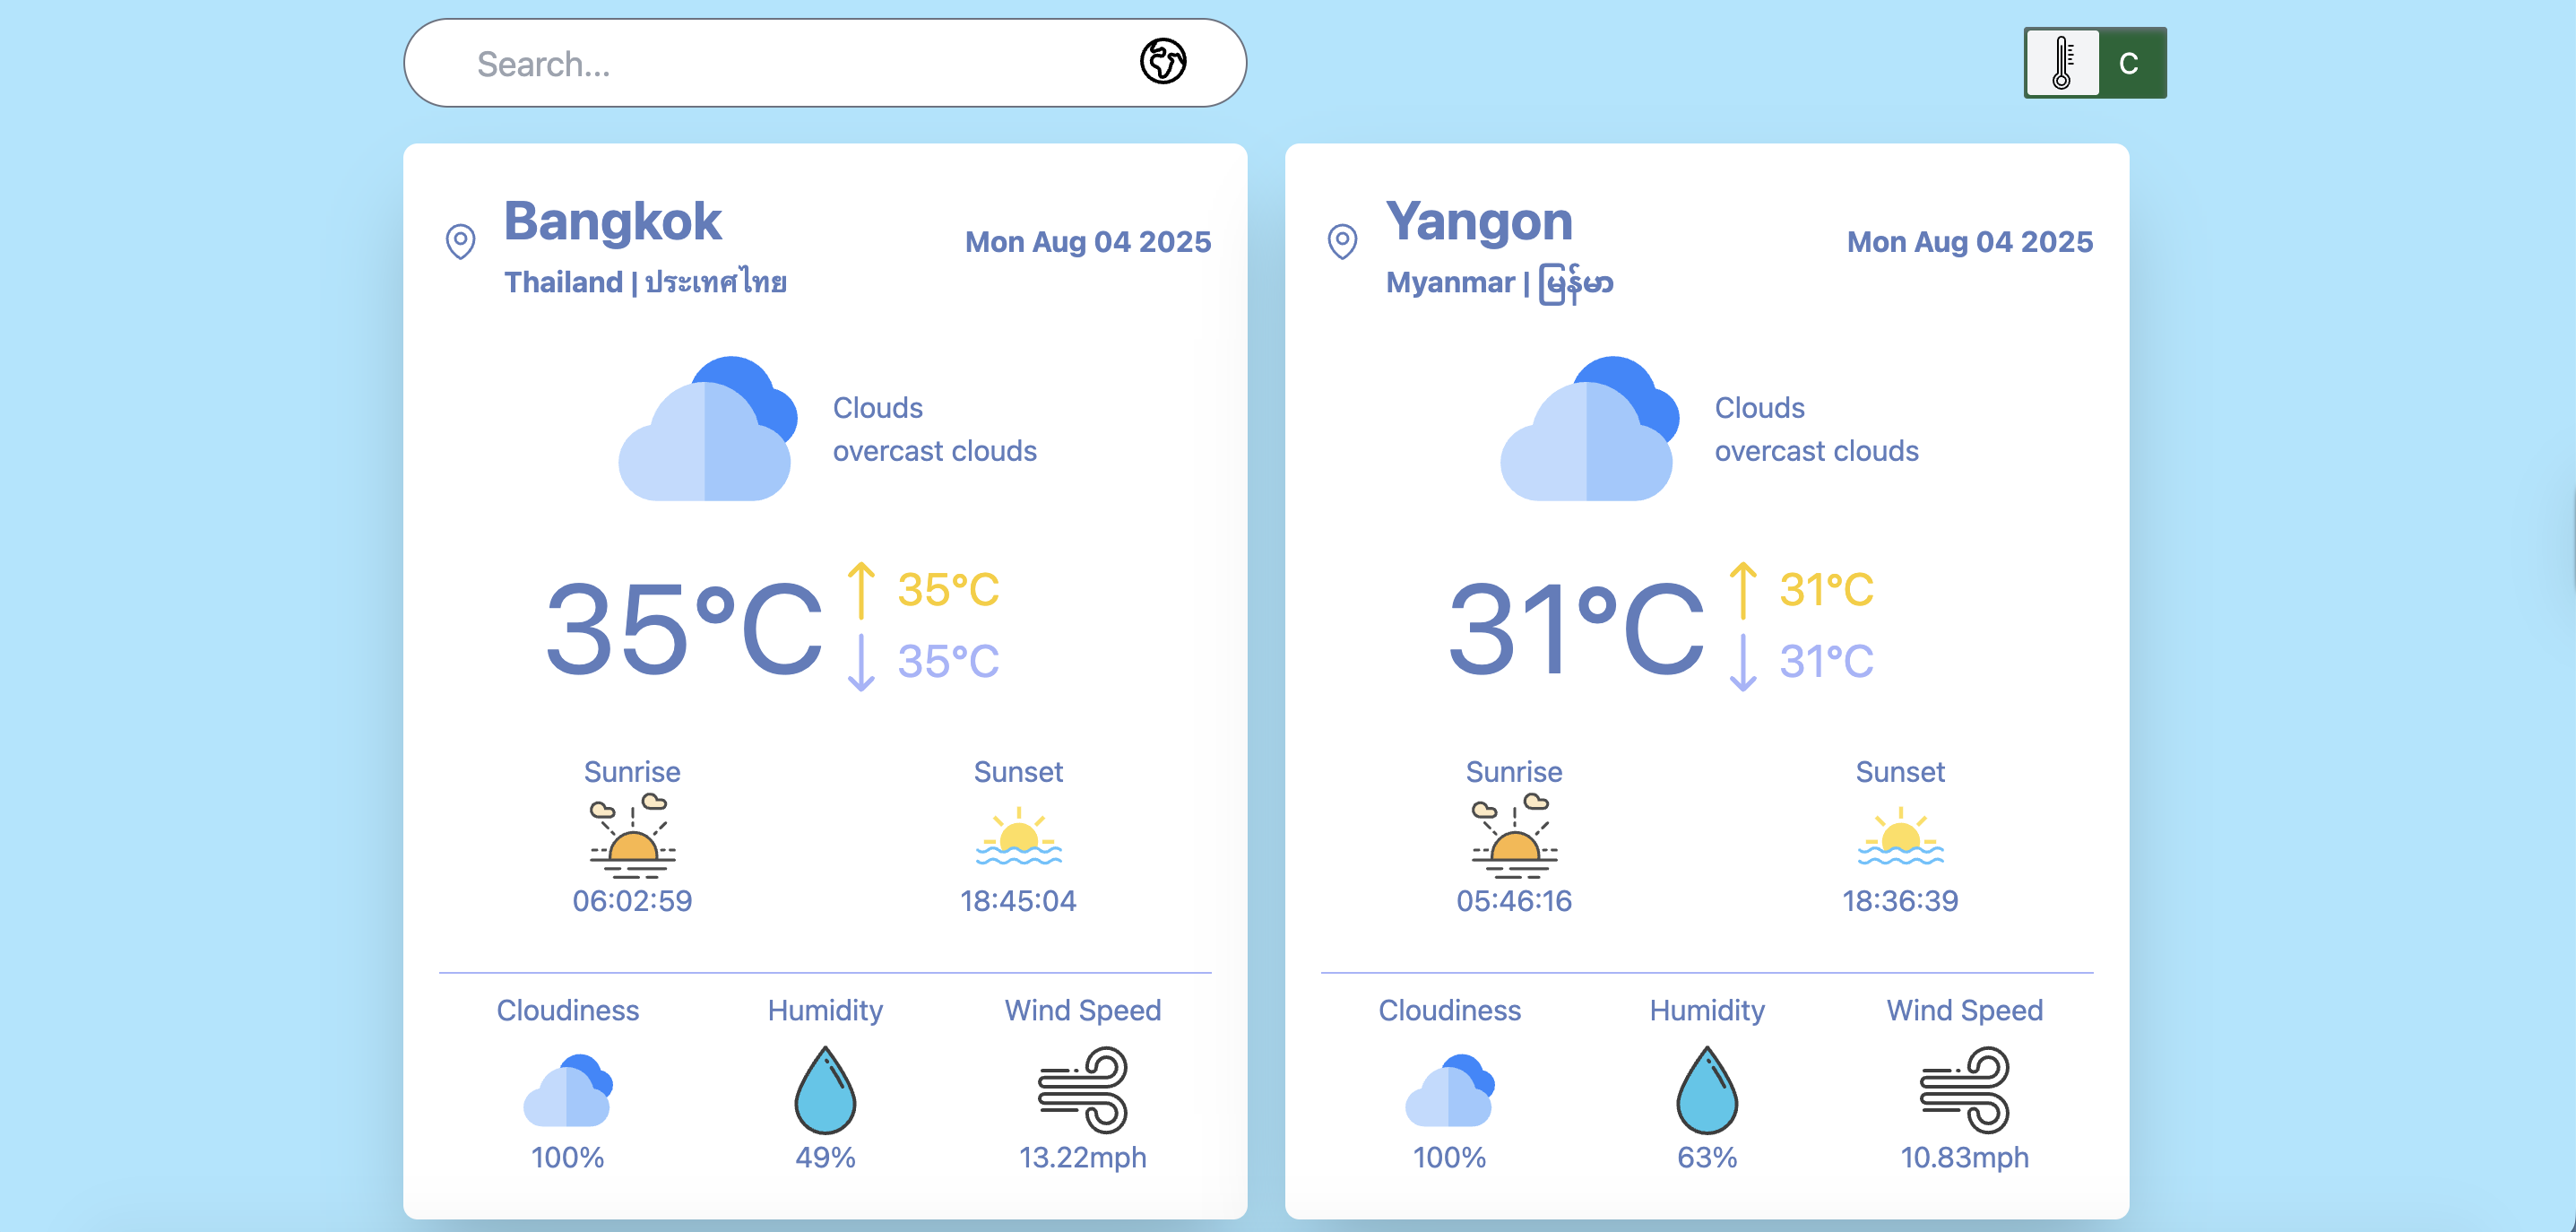 Search...
C
Bangkok
Mon Aug 04 2025
Thailand | ประเทศไทย
Clouds
overcast clouds
35°C
35°C
35°C
Sunrise
Sunset
06:02:59
18:45:04
Cloudiness
Humidity
Wind Speed
100%
49%
13.22mph
Yangon
Mon Aug 04 2025
Myanmar | မြန်မာ
Clouds
overcast clouds
31°C
31°C
31°C
Sunrise
Sunset
05:46:16
18:36:39
Cloudiness
Humidity
Wind Speed
100%
63%
10.83mph